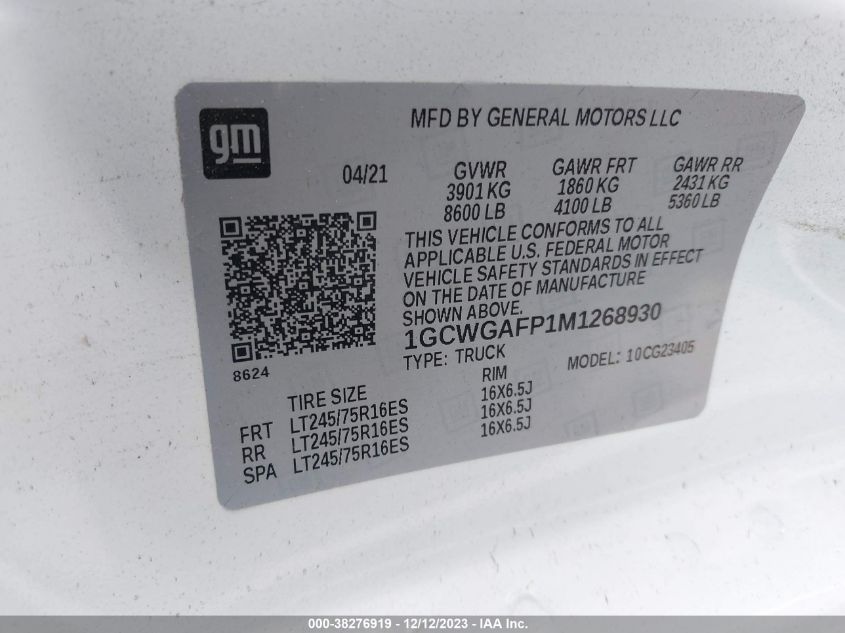 gm
MFD BY GENERAL MOTORS LLC
04/21
GVWR GAWR FRT GAWR RR
3901 KG 1860 KG 2431 KG
8600 LB 4100 LB 5360 LB
THIS VEHICLE CONFORMS TO ALL
APPLICABLE U.S. FEDERAL MOTOR
VEHICLE SAFETY STANDARDS IN EFFECT
ON THE DATE OF MANUFACTURE
SHOWN ABOVE.
1GCWGAFP1M1268930
8624
TYPE: TRUCK MODEL: 10CG23405
TIRE SIZE RIM
FRT LT245/75R16ES 16X6.5J
RR LT245/75R16ES 16X6.5J
SPA LT245/75R16ES 16X6.5J
000-38276919 - 12/12/2023 - IAA Inc.